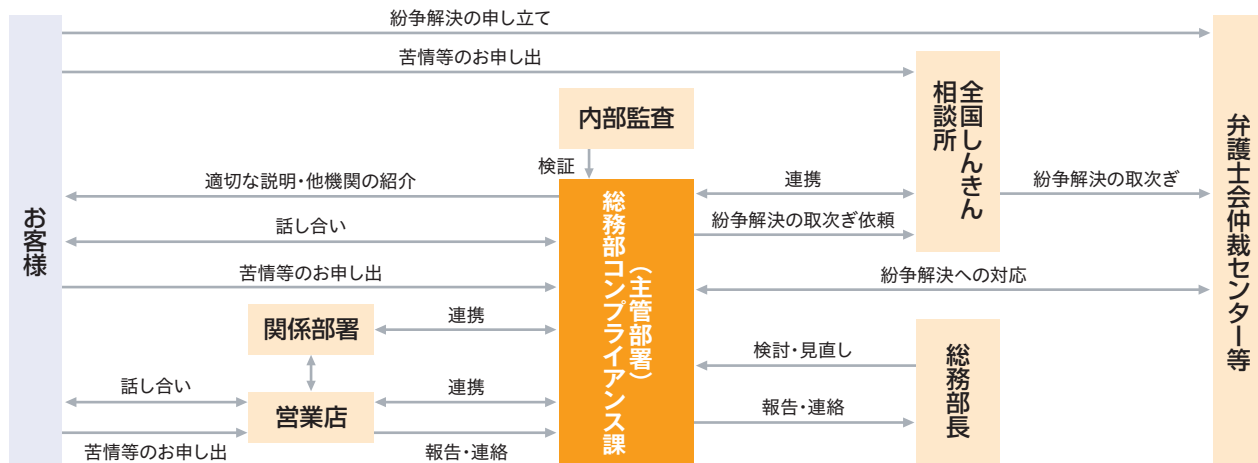 紛争解決の申し立て
苦情等のお申し出
内部監査
検証
全国しんきん
相談所
弁護士会仲裁センター等
お客様
適切な説明・他機関の紹介
連携
紛争解決の取次ぎ
総務部コンプライアンス課
（主管部署）
話し合い
紛争解決の取次ぎ依頼
苦情等のお申し出
紛争解決への対応
関係部署
連携
検討・見直し
総務部長
話し合い
営業店
連携
報告・連絡
苦情等のお申し出
報告・連絡